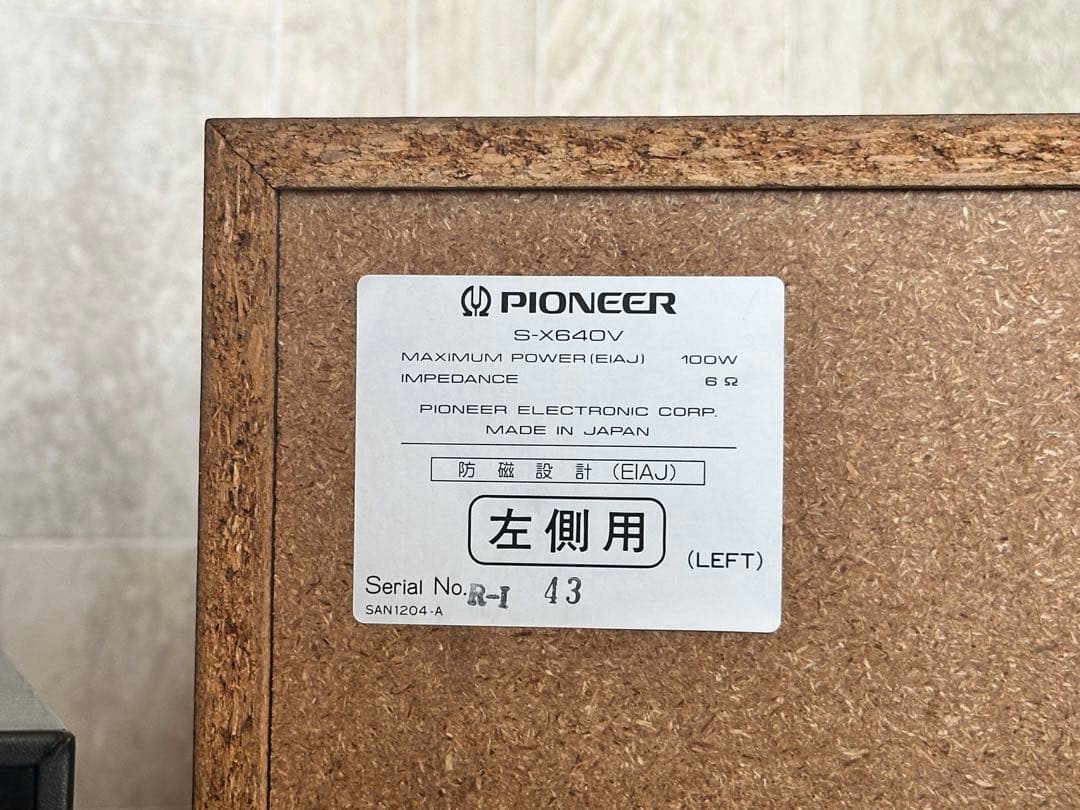 PIONEER
S-X640V
MAXIMUM POWER(EIAJ) 100W
IMPEDANCE 6 Ω
PIONEER ELECTRONIC CORP.
MADE IN JAPAN
防磁設計 (EIAJ)
左側用 (LEFT)
Serial No. R-I 43
SAN1204-A